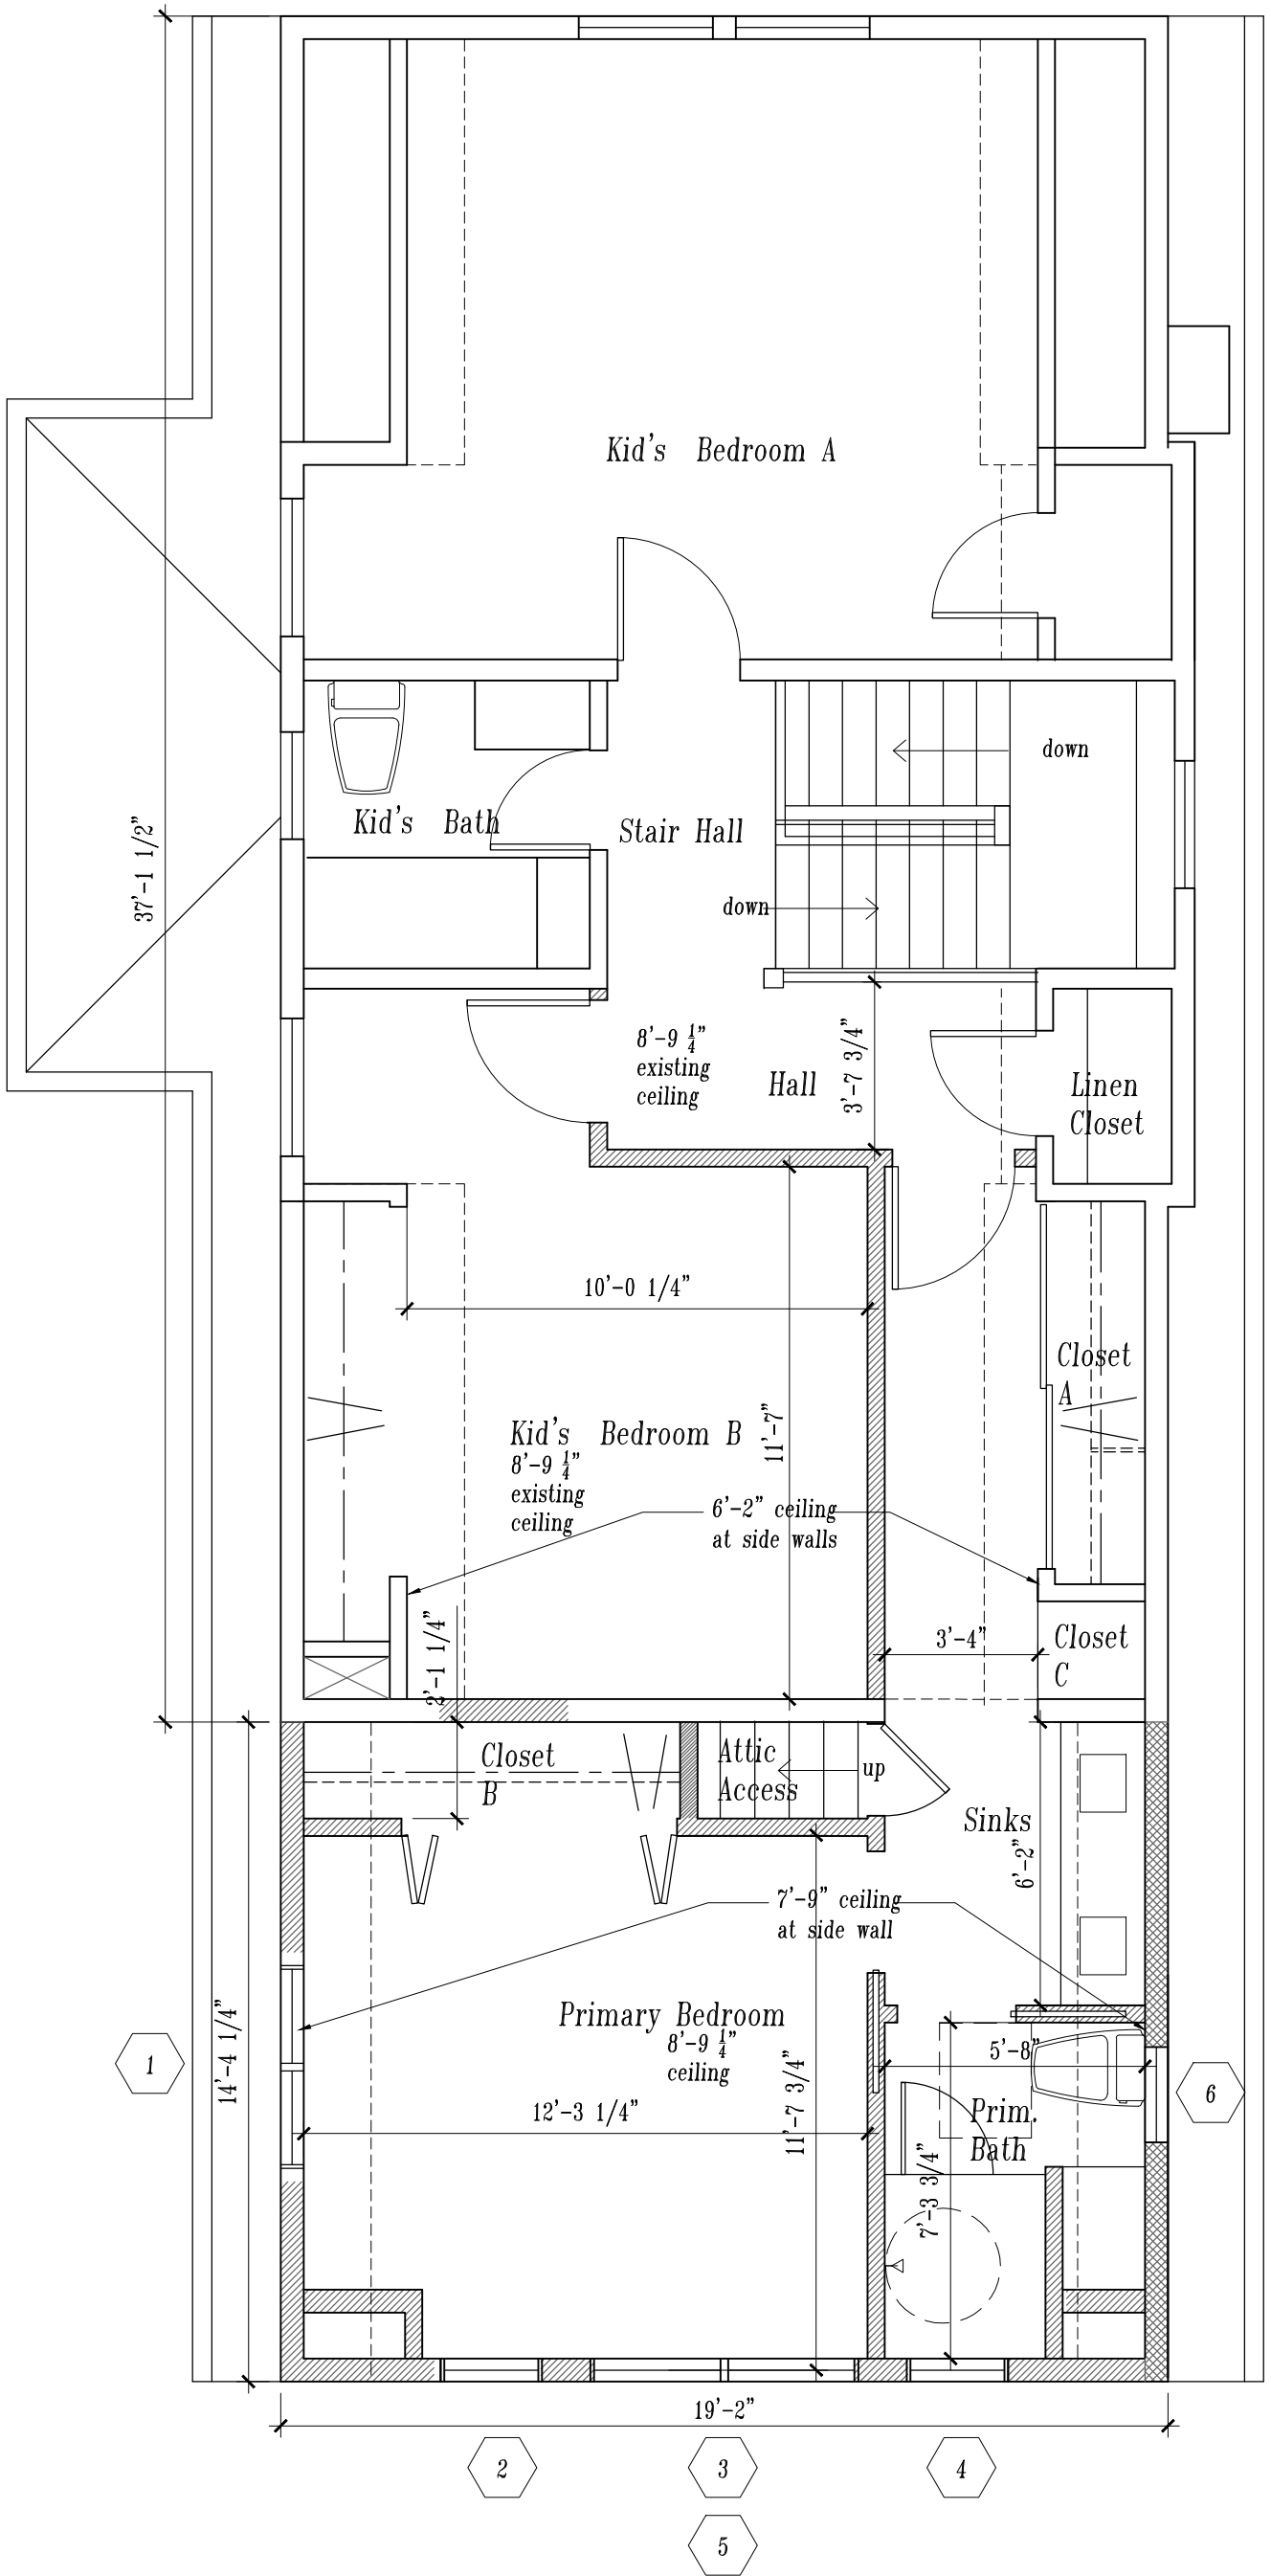 Kid's Bedroom A
down
Kid's Bath
Stair Hall
37'-1 1/2"
down
8'-9 1/4"
existing
ceiling
Hall
3'-7 3/4"
Linen
Closet
10'-0 1/4"
Closet
A
Kid's Bedroom B
8'-9 1/4"
existing
ceiling
11'-7"
6'-2" ceiling
at side walls
2'-1 1/4"
3'-4"
Closet
C
Closet
B
Attic
Access
up
Sinks
6'-2"
7'-9" ceiling
at side wall
Primary Bedroom
8'-9 1/4"
ceiling
14'-4 1/4"
1
5'-8"
6
12'-3 1/4"
11'-7 3/4"
Prim.
Bath
7'-3 3/4"
19'-2"
2
3
4
5